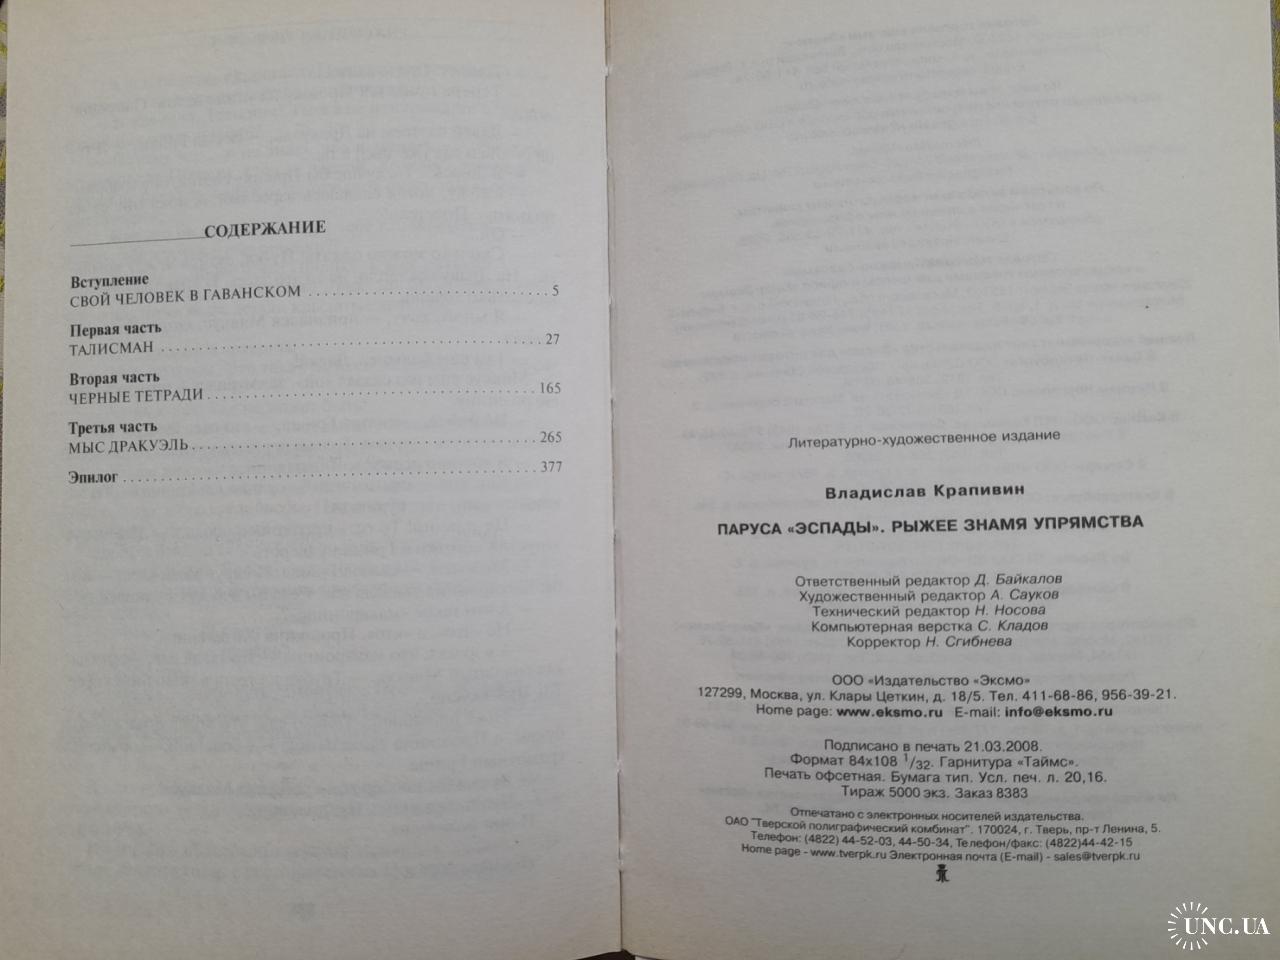 СОДЕРЖАНИЕ
Вступление
СВОЙ ЧЕЛОВЕК В ГАВАНСКОМ . . . . . . . . . . . . . . . . . . . . . . . . . . . . . 5
Первая часть
ТАЛИСМАН . . . . . . . . . . . . . . . . . . . . . . . . . . . . . . . . . . . . . . . . . . . . . 27
Вторая часть
ЧЕРНЫЕ ТЕТРАДИ . . . . . . . . . . . . . . . . . . . . . . . . . . . . . . . . . . . . . . 165
Третья часть
МЫС ДРАКУЭЛЬ . . . . . . . . . . . . . . . . . . . . . . . . . . . . . . . . . . . . . . . . 265
Эпилог . . . . . . . . . . . . . . . . . . . . . . . . . . . . . . . . . . . . . . . . . . . . . . . . . 377
Литературно-художественное издание
Владислав Крапивин
ПАРУСА «ЭСПАДЫ». РЫЖЕЕ ЗНАМЯ УПРЯМСТВА
Ответственный редактор Д. Байкалов
Художественный редактор А. Сауков
Технический редактор Н. Носова
Компьютерная верстка С. Кладов
Корректор Н. Сгибнева
ООО «Издательство «Эксмо»
127299, Москва, ул. Клары Цеткин, д. 18/5. Тел. 411-68-86, 956-39-21.
Home page: www.eksmo.ru E-mail: info@eksmo.ru
Подписано в печать 21.03.2008.
Формат 84x108 1/32. Гарнитура «Таймс».
Печать офсетная. Бумага тип. Усл. печ. л. 20,16.
Тираж 5000 экз. Заказ 8383
Отпечатано с электронных носителей издательства.
ОАО "Тверской полиграфический комбинат". 170024, г. Тверь, пр-т Ленина, 5.
Телефон: (4822) 44-52-03, 44-50-34, Телефон/факс: (4822)44-42-15
Home page - www.tverpk.ru Электронная почта (E-mail) - sales@tverpk.ru
UNC.UA